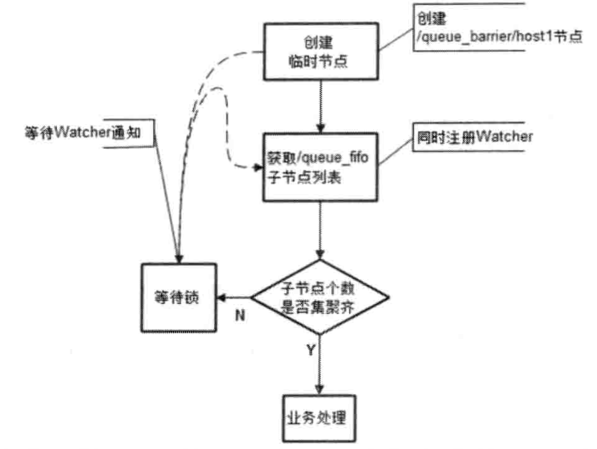 创建
临时节点
创建
/queue_barrier/host1节点
等待Watcher通知
获取/queue_fifo
子节点列表
同时注册Watcher
等待锁
子节点个数
是否集聚齐
N
Y
业务处理